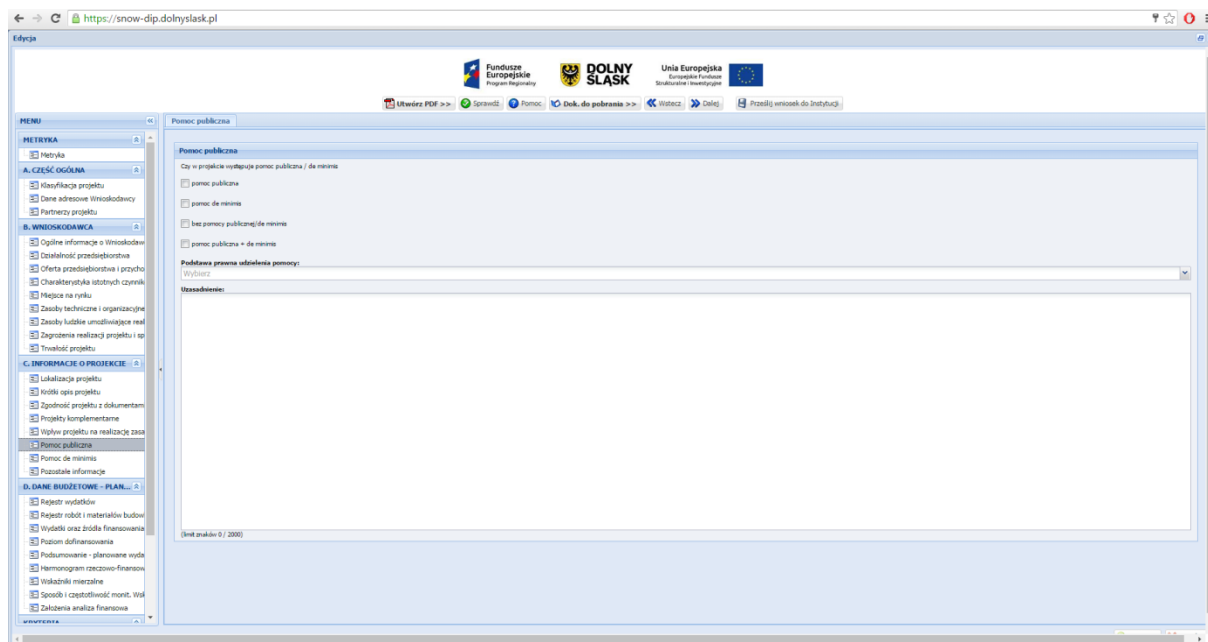 https://snow-dip.dolnyslask.pl
Edycja
Fundusze
Europejskie
Program Regionalny
DOLNY
ŚLĄSK
Unia Europejska
Europejskie Fundusze
Strukturalne i Inwestycyjne
Utwórz PDF >> Sprawdź Pomoc Dok. do pobrania >> Wstecz Dalej Prześlij wniosek do Instytucji
MENU
METRYKA
Metryka
A. CZĘŚĆ OGÓLNA
Klasyfikacja projektu
Dane adresowe Wnioskodawcy
Partnerzy projektu
B. WNIOSKODAWCA
Ogólne informacje o Wnioskodaw
Działalność przedsiębiorstwa
Oferta przedsiębiorstwa i przycho
Charakterystyka istotnych czynnik
Miejsce na rynku
Zasoby techniczne i organizacyjne
Zasoby ludzkie umożliwiające real
Zagrożenia realizacji projektu i sp
Trwałość projektu
C. INFORMACJE O PROJEKCIE
Lokalizacja projektu
Krótki opis projektu
Zgodność projektu z dokumentam
Projekty komplementarne
Wpływ projektu na realizację zasa
Pomoc publiczna
Pomoc de minimis
Pozostałe informacje
D. DANE BUDŻETOWE - PLAN...
Rejestr wydatków
Rejestr robót i materiałów budow
Wydatki oraz źródła finansowania
Poziom dofinansowania
Podsumowanie - planowane wyda
Harmonogram rzeczowo-finansow
Wskaźniki mierzalne
Sposób i częstotliwość monit. Wsk
Założenia analiza finansowa
KRYTERIA
Pomoc publiczna
Pomoc publiczna
Czy w projekcie występuje pomoc publiczna / de minimis
pomoc publiczna
pomoc de minimis
bez pomocy publicznej/de minimis
pomoc publiczna + de minimis
Podstawa prawna udzielenia pomocy:
Wybierz
Uzasadnienie:
(limit znaków 0 / 2000)